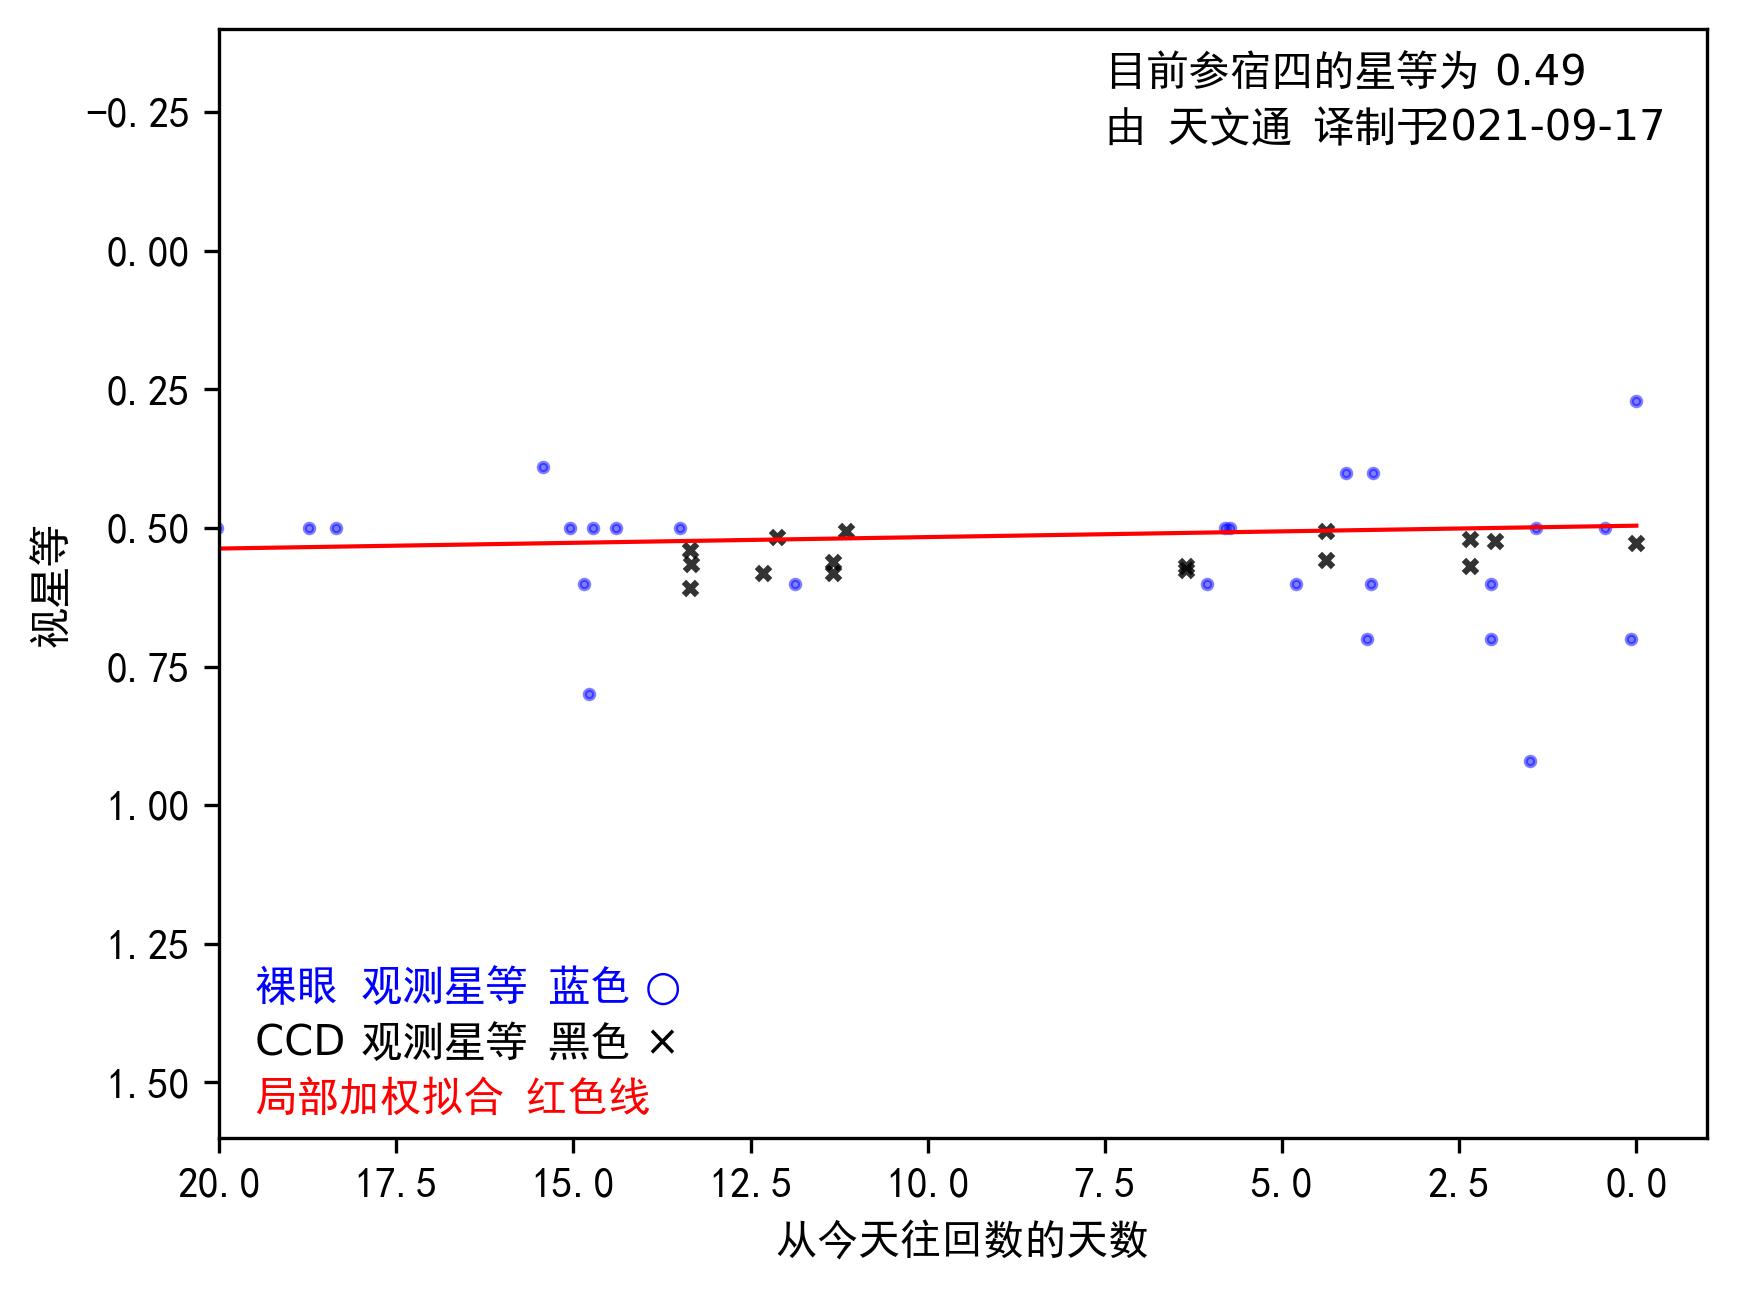 目前参宿四的星等为 0.49
由 天文通 译制于2021-09-17
-0.25
0.00
0.25
0.50
0.75
1.00
1.25
1.50
视星等
裸眼 观测星等 蓝色 ○
CCD 观测星等 黑色 ×
局部加权拟合 红色线
20.0 17.5 15.0 12.5 10.0 7.5 5.0 2.5 0.0
从今天往回数的天数